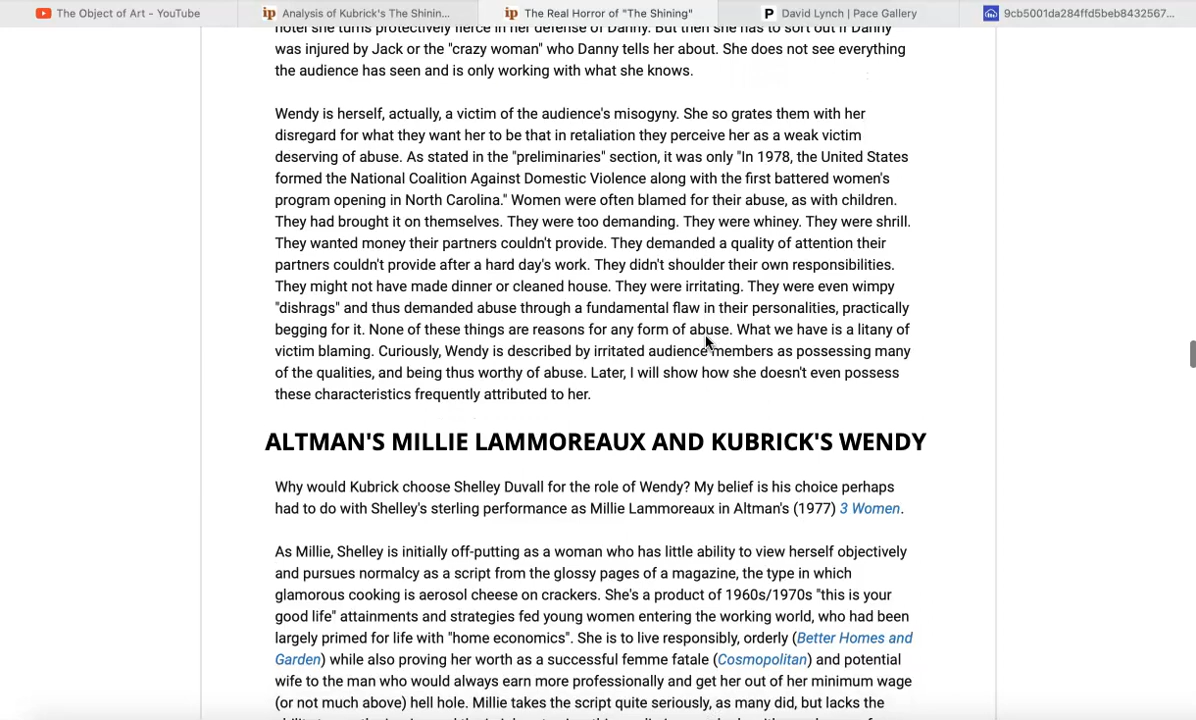 The Object of Art - YouTube
Analysis of Kubrick's The Shinin...
The Real Horror of "The Shining"
David Lynch | Pace Gallery
9cb5001da284ffd5beb8432567...
hotel she turns protectively fierce in her defense of Danny. But then she has to sort out if Danny
was injured by Jack or the "crazy woman" who Danny tells her about. She does not see everything
the audience has seen and is only working with what she knows.
Wendy is herself, actually, a victim of the audience's misogyny. She so grates them with her
disregard for what they want her to be that in retaliation they perceive her as a weak victim
deserving of abuse. As stated in the "preliminaries" section, it was only "In 1978, the United States
formed the National Coalition Against Domestic Violence along with the first battered women's
program opening in North Carolina." Women were often blamed for their abuse, as with children.
They had brought it on themselves. They were too demanding. They were whiney. They were shrill.
They wanted money their partners couldn't provide. They demanded a quality of attention their
partners couldn't provide after a hard day's work. They didn't shoulder their own responsibilities.
They might not have made dinner or cleaned house. They were irritating. They were even wimpy
"dishrags" and thus demanded abuse through a fundamental flaw in their personalities, practically
begging for it. None of these things are reasons for any form of abuse. What we have is a litany of
victim blaming. Curiously, Wendy is described by irritated audience members as possessing many
of the qualities, and being thus worthy of abuse. Later, I will show how she doesn't even possess
these characteristics frequently attributed to her.
ALTMAN'S MILLIE LAMMOREAUX AND KUBRICK'S WENDY
Why would Kubrick choose Shelley Duvall for the role of Wendy? My belief is his choice perhaps
had to do with Shelley's sterling performance as Millie Lammoreaux in Altman's (1977) 3 Women.
As Millie, Shelley is initially off-putting as a woman who has little ability to view herself objectively
and pursues normalcy as a script from the glossy pages of a magazine, the type in which
glamorous cooking is aerosol cheese on crackers. She's a product of 1960s/1970s "this is your
good life" attainments and strategies fed young women entering the working world, who had been
largely primed for life with "home economics". She is to live responsibly, orderly (Better Homes and
Garden) while also proving her worth as a successful femme fatale (Cosmopolitan) and potential
wife to the man who would always earn more professionally and get her out of her minimum wage
(or not much above) hell hole. Millie takes the script quite seriously, as many did, but lacks the